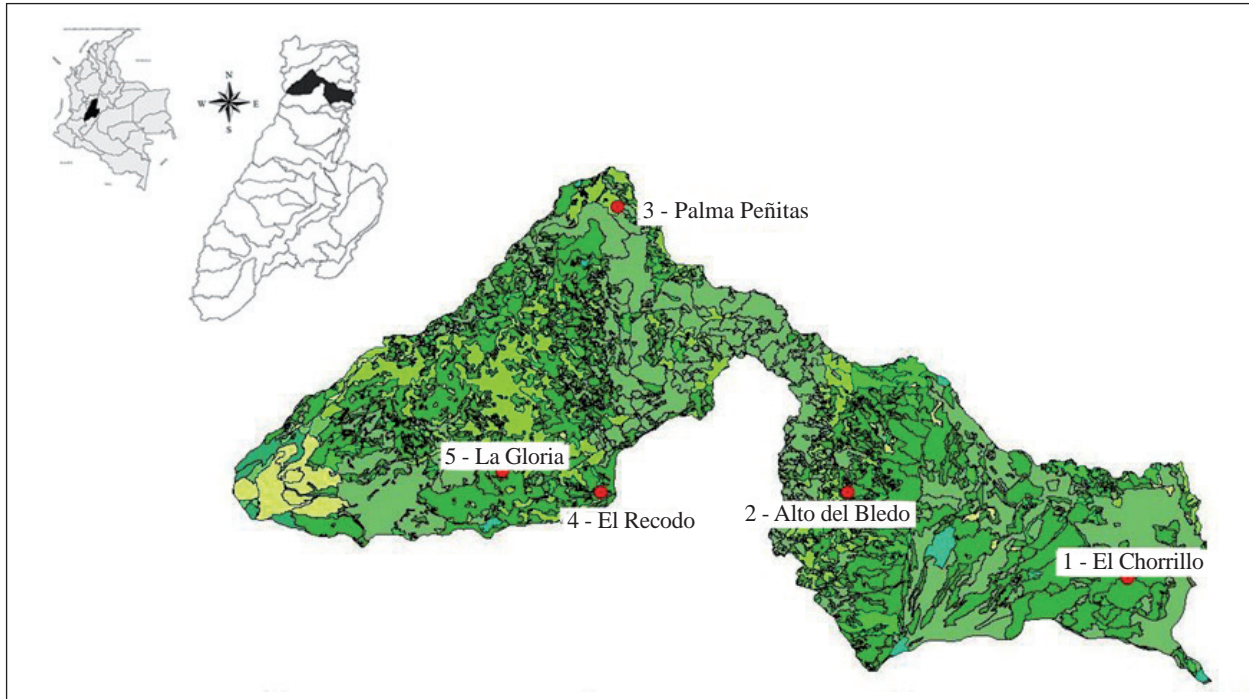 N
W E
S
3 - Palma Peñitas
5 - La Gloria
4 - El Recodo
2 - Alto del Bledo
1 - El Chorrillo